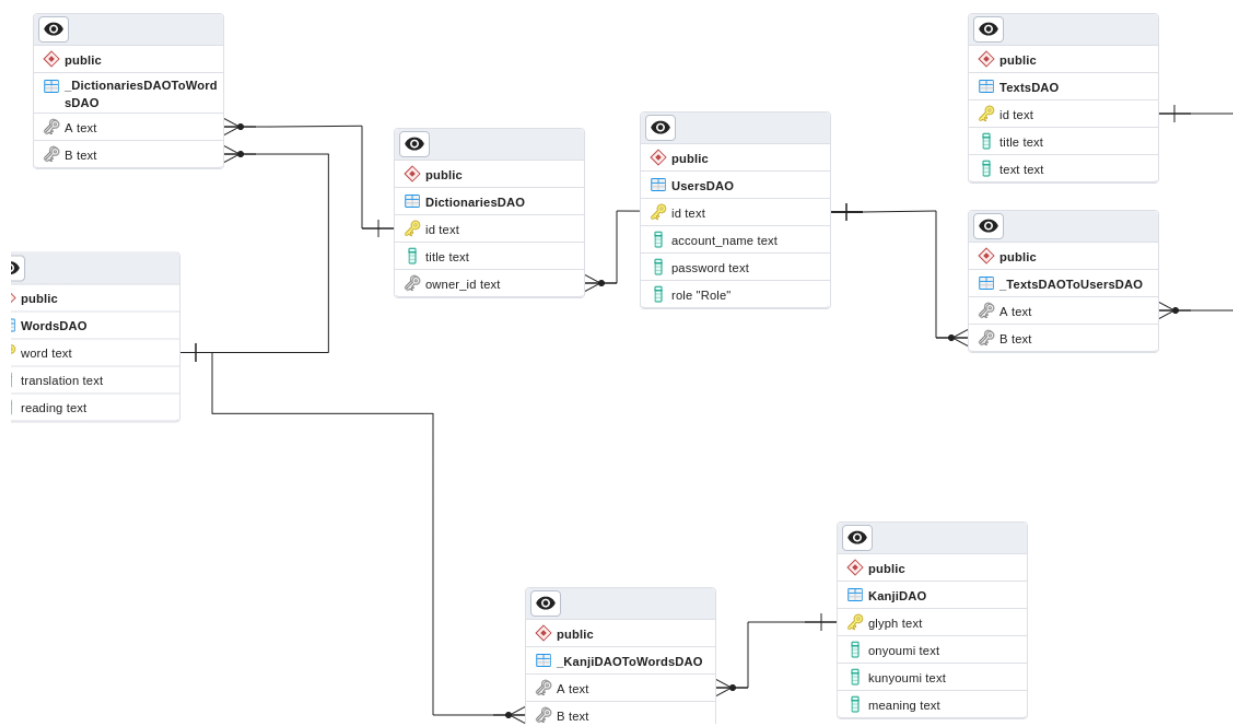 public
_DictionariesDAOToWord
sDAO
A text
B text
public
DictionariesDAO
id text
title text
owner_id text
public
UsersDAO
id text
account_name text
password text
role "Role"
public
TextsDAO
id text
title text
text text
public
_TextsDAOToUsersDAO
A text
B text
public
WordsDAO
word text
translation text
reading text
public
_KanjiDAOToWordsDAO
A text
B text
public
KanjiDAO
glyph text
onyoumi text
kunyoumi text
meaning text